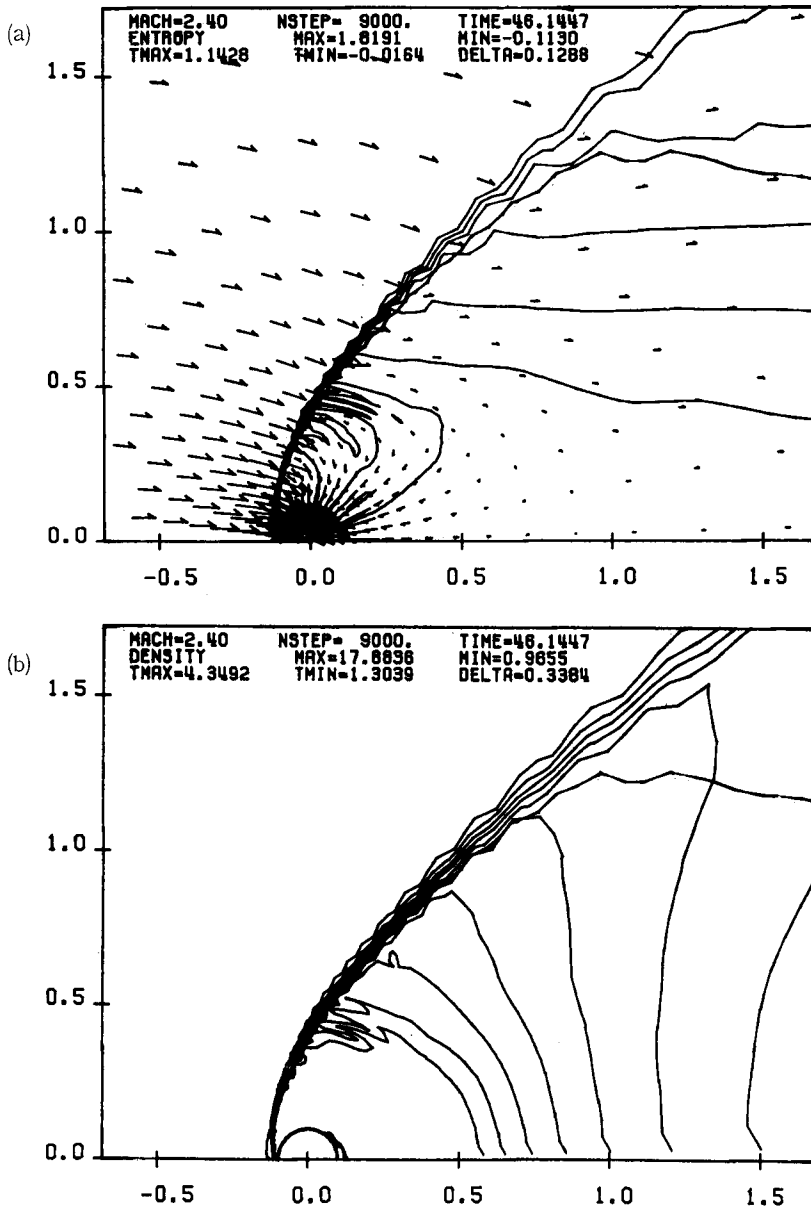 (a)
MACH=2.40 NSTEP= 9000. TIME=46.1447
ENTROPY MAX=1.8191 MIN=-0.1130
TMAX=1.1428 TMIN=-0.0164 DELTA=0.1288
1.5
1.0
0.5
0.0
-0.5 0.0 0.5 1.0 1.5
(b)
MACH=2.40 NSTEP= 9000. TIME=46.1447
DENSITY MAX=17.8836 MIN=0.9655
TMAX=4.3492 TMIN=1.3039 DELTA=0.3384
1.5
1.0
0.5
0.0
-0.5 0.0 0.5 1.0 1.5